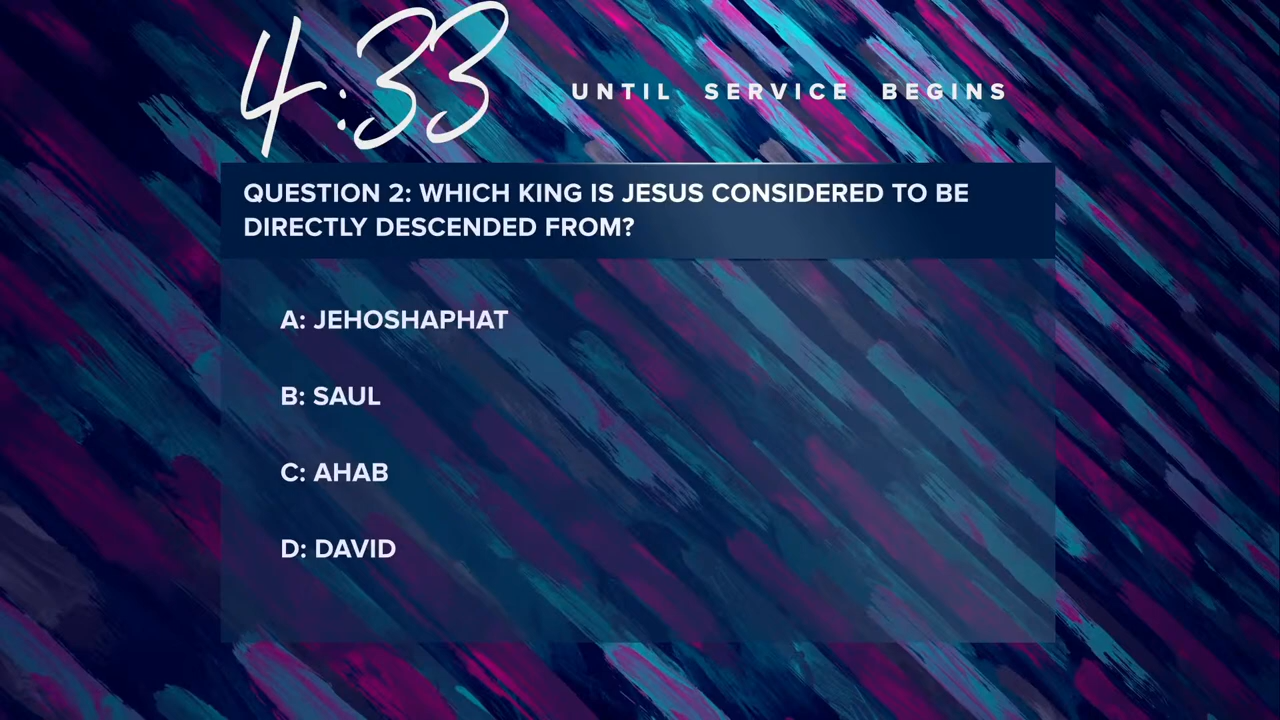 4:33
UNTIL SERVICE BEGINS
QUESTION 2: WHICH KING IS JESUS CONSIDERED TO BE
DIRECTLY DESCENDED FROM?
A: JEHOSHAPHAT
B: SAUL
C: AHAB
D: DAVID